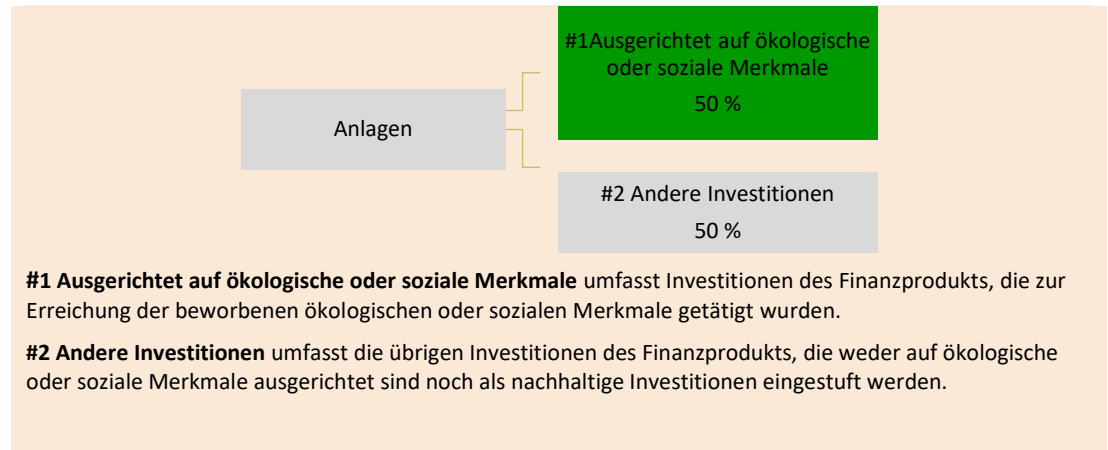 #1Ausgerichtet auf ökologische
oder soziale Merkmale
50 %
Anlagen
#2 Andere Investitionen
50 %
#1 Ausgerichtet auf ökologische oder soziale Merkmale umfasst Investitionen des Finanzprodukts, die zur
Erreichung der beworbenen ökologischen oder sozialen Merkmale getätigt wurden.
#2 Andere Investitionen umfasst die übrigen Investitionen des Finanzprodukts, die weder auf ökologische
oder soziale Merkmale ausgerichtet sind noch als nachhaltige Investitionen eingestuft werden.